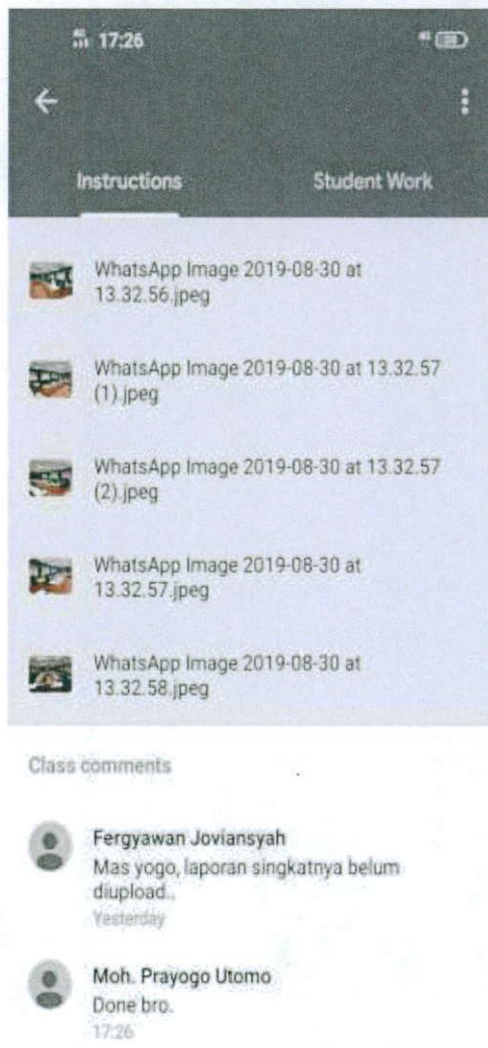 17:26
Instructions Student Work
WhatsApp Image 2019-08-30 at
13.32.56.jpeg
WhatsApp Image 2019-08-30 at 13.32.57
(1).jpeg
WhatsApp Image 2019-08-30 at 13.32.57
(2).jpeg
WhatsApp Image 2019-08-30 at
13.32.57.jpeg
WhatsApp Image 2019-08-30 at
13.32.58.jpeg
Class comments
Fergyawan Joviansyah
Mas yogo, laporan singkatnya belum
diupload..
Yesterday
Moh. Prayogo Utomo
Done bro.
17:26